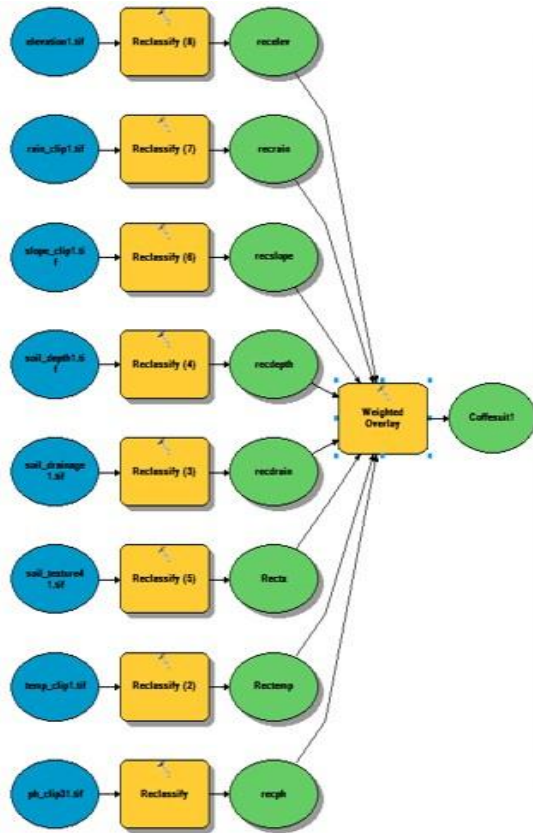 elevation1.tif
Reclassify (8)
recelev
rain_clip1.tif
Reclassify (7)
recrain
slope_clip1.ti
f
Reclassify (6)
recslope
soil_depth1.ti
f
Reclassify (4)
recdepth
Weighted
Overlay
Coffesuit1
soil_drainage
1.tif
Reclassify (3)
recdrain
soil_texture4
1.tif
Reclassify (5)
Rectx
temp_clip1.tif
Reclassify (2)
Rectemp
ph_clip31.tif
Reclassify
recph